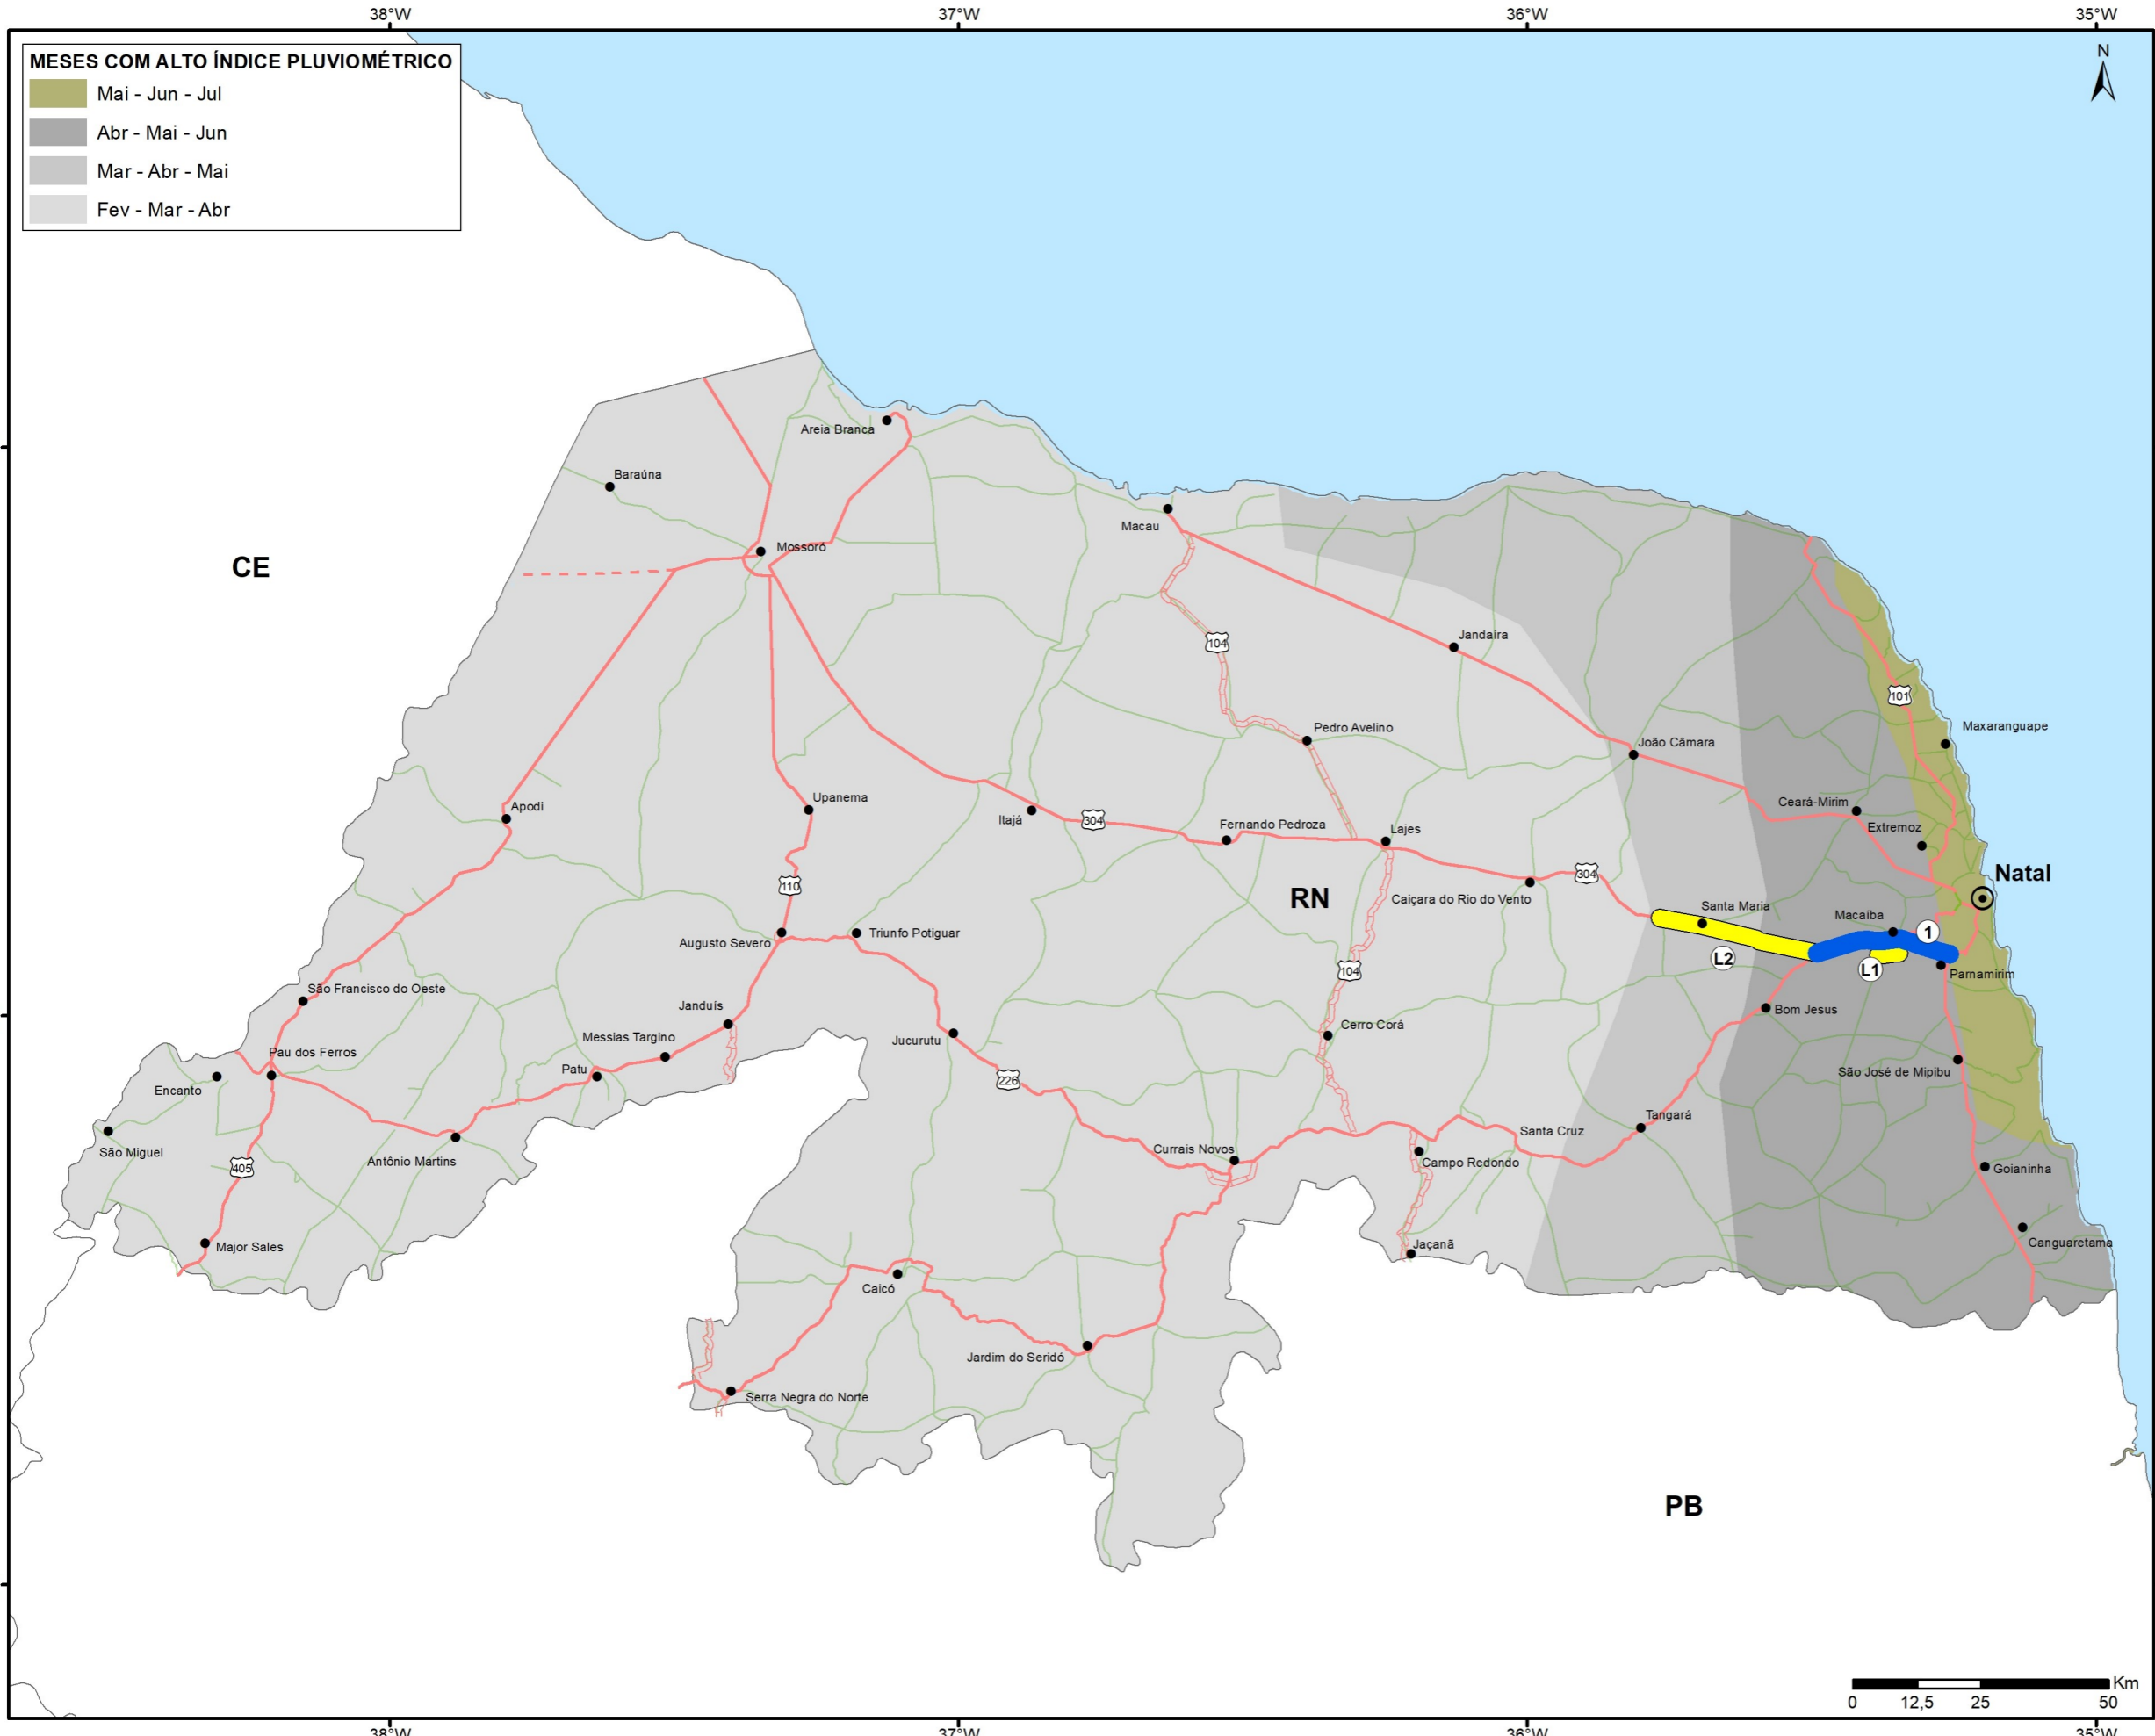 38°W
37°W
36°W
35°W
MESES COM ALTO ÍNDICE PLUVIOMÉTRICO
Mai - Jun - Jul
Abr - Mai - Jun
Mar - Abr - Mai
Fev - Mar - Abr
N
Areia Branca
Baraúna
Macau
Mossoró
CE
Jandaíra
104
101
Maxaranguape
Pedro Avelino
João Câmara
Upanema
Apodi
Itajá
304
Fernando Pedroza
Lajes
Ceará-Mirim
Extremoz
Natal
110
RN
304
Caiçara do Rio do Vento
Santa Maria
Macaíba
1
Augusto Severo
Triunfo Potiguar
L2
L1
Parnamirim
104
São Francisco do Oeste
Janduís
Bom Jesus
Messias Targino
Jucurutu
Cerro Corá
Pau dos Ferros
Patu
São José de Mipibu
Encanto
226
Tangará
Santa Cruz
São Miguel
Antônio Martins
Currais Novos
Campo Redondo
Goianinha
405
Major Sales
Jaçanã
Canguaretama
Caicó
Jardim do Seridó
Serra Negra do Norte
PB
Km
0
12,5
25
50
38°W
37°W
36°W
35°W